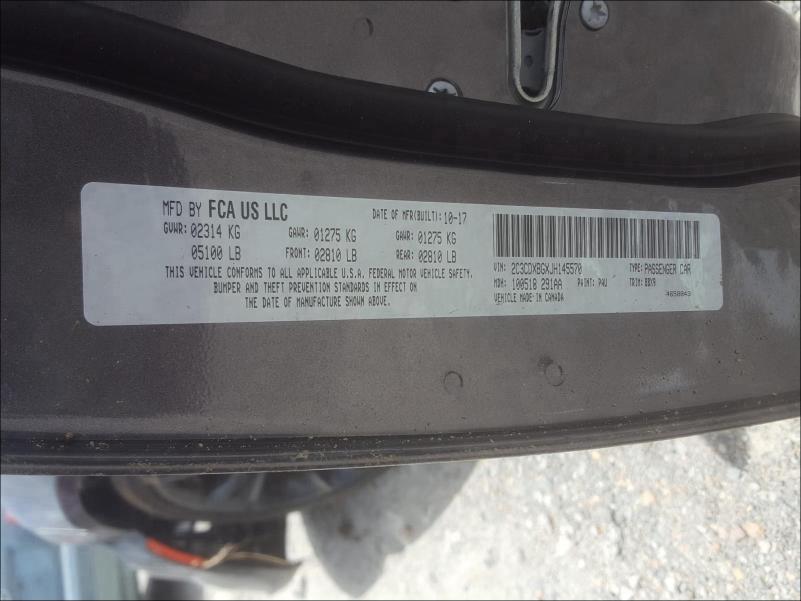 MFD BY FCA US LLC DATE OF MFR(BUILT): 10-17
GVWR: 02314 KG GAWR: 01275 KG GAWR: 01275 KG
05100 LB FRONT: 02810 LB REAR: 02810 LB
THIS VEHICLE CONFORMS TO ALL APPLICABLE U.S.A. FEDERAL MOTOR VEHICLE SAFETY,
BUMPER AND THEFT PREVENTION STANDARDS IN EFFECT ON
THE DATE OF MANUFACTURE SHOWN ABOVE.
VIN: 2C3CDXBGXJH145570 TYPE: PASSENGER CAR
MDH: 100518 291AA PAINT: PAU TRIM: BBX9
VEHICLE MADE IN CANADA 4658843